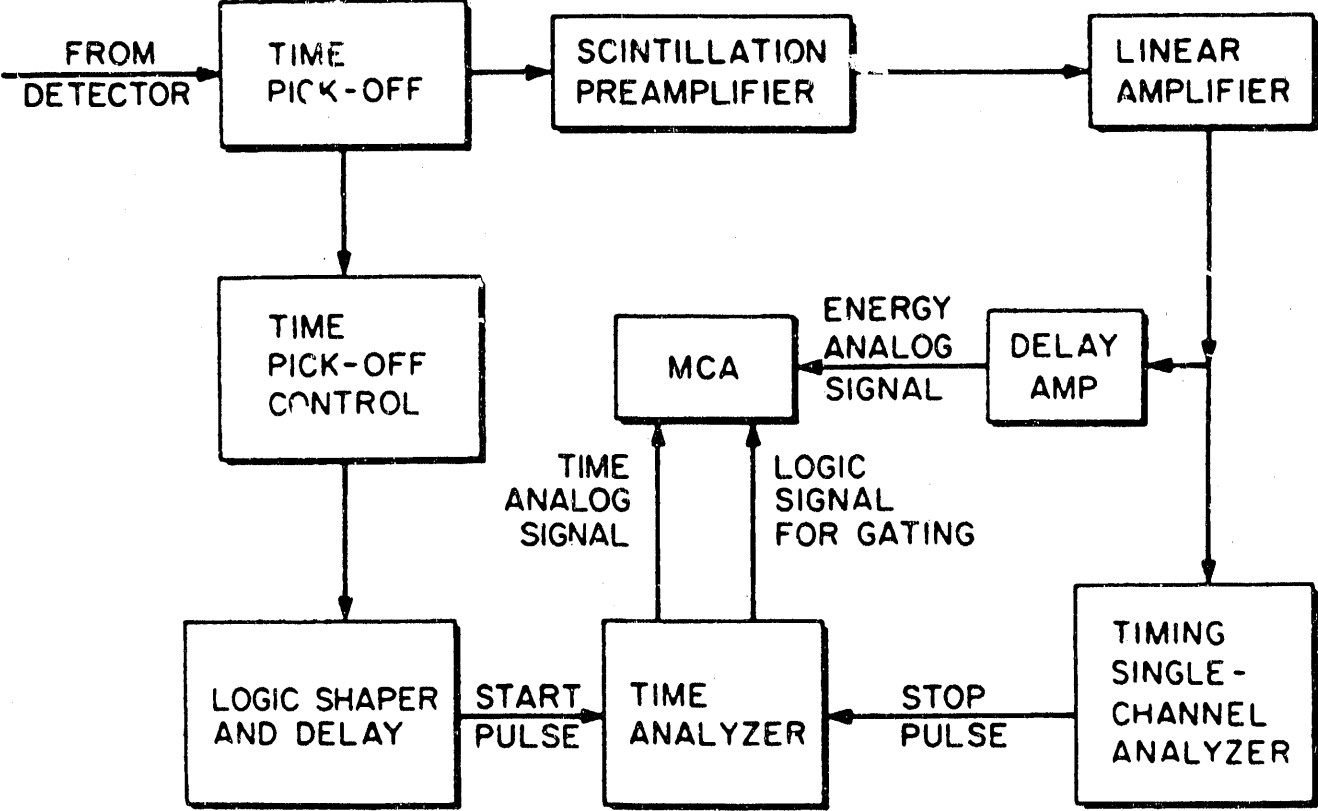 FROM
DETECTOR
TIME
PICK-OFF
SCINTILLATION
PREAMPLIFIER
LINEAR
AMPLIFIER
TIME
PICK-OFF
CONTROL
MCA
ENERGY
ANALOG
SIGNAL
DELAY
AMP
TIME
ANALOG
SIGNAL
LOGIC
SIGNAL
FOR GATING
LOGIC SHAPER
AND DELAY
START
PULSE
TIME
ANALYZER
STOP
PULSE
TIMING
SINGLE-
CHANNEL
ANALYZER